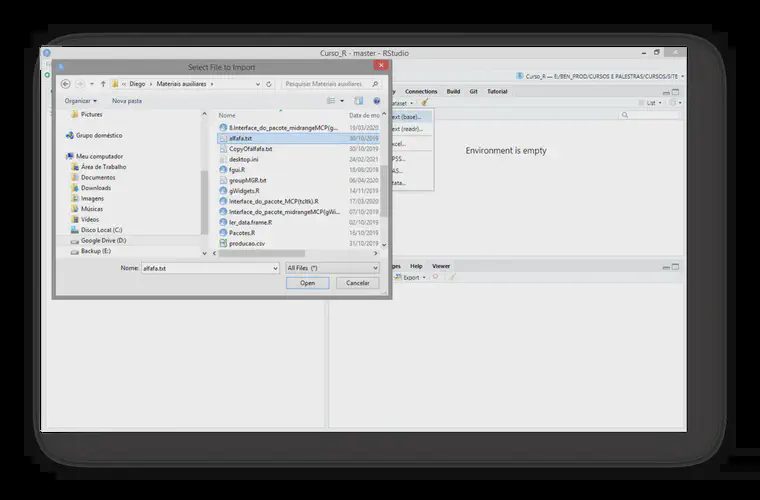 Curso_R - master - RStudio
Select File to Import
Diego
Materiais auxiliares
Pesquisar Materiais auxiliares
Curso_R — E:/BEN_PROD/CURSOS E PALESTRAS/CURSOS/SITE
Organizar
Nova pasta
Connections
Build
Git
Tutorial
Pictures
Grupo doméstico
Meu computador
Área de Trabalho
Documentos
Downloads
Imagens
Músicas
Vídeos
Disco Local (C:)
Google Drive (D:)
Backup (E:)
Nome
Data de mo
8.Interface_do_pacote_midrangeMCP(g... 19/03/2020
alfafa.txt 30/10/2019
CopyOfalfafa.txt 30/10/2019
desktop.ini 24/02/2021
fgui.R
groupMGR.txt 06/04/2020
gWidgets.R 14/11/2019
Interface_do_pacote_MCP(tcltk).R 17/03/2020
Interface_do_pacote_midrangeMCP(gWi... 07/10/2019
ler_data.frame.R 02/10/2019
Pacotes.R 16/10/2019
producao.csv 31/10/2019
Nome: alfafa.txt
All Files (*)
Open
Cancelar
ext (base)...
ext (readr)...
xcel...
PSS...
AS...
tata...
List
Environment is empty
ges
Help
Viewer
Export